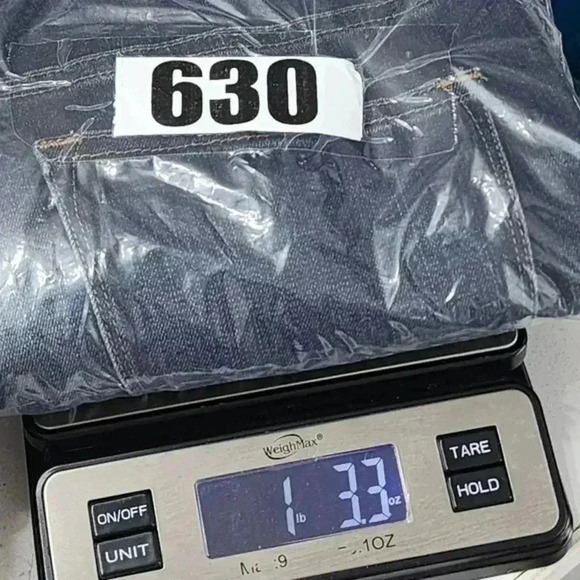 630
WeighMax®
1 lb 3.3 oz
TARE
HOLD
ON/OFF
UNIT